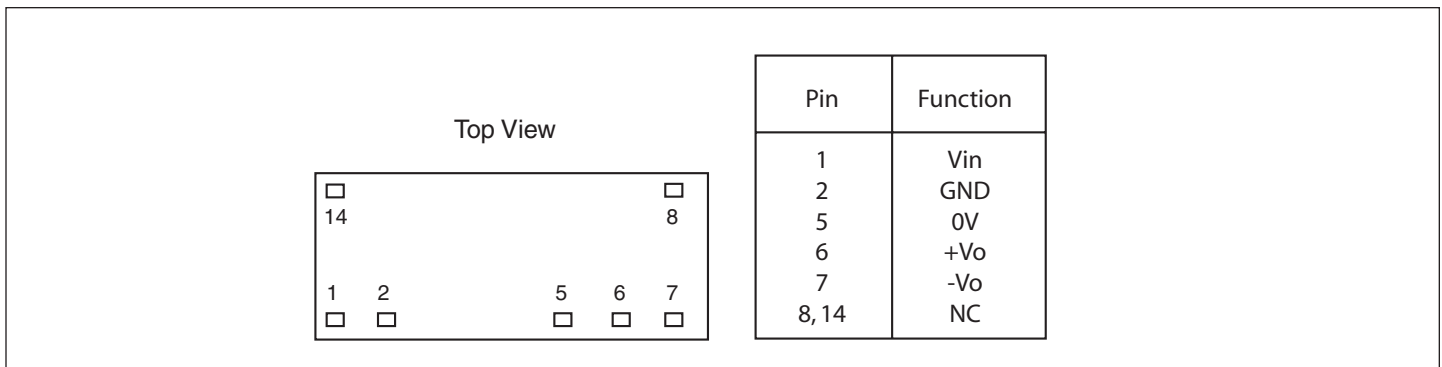 Top View
14 8
1 2 5 6 7
Pin Function
1 Vin
2 GND
5 0V
6 +Vo
7 -Vo
8, 14 NC